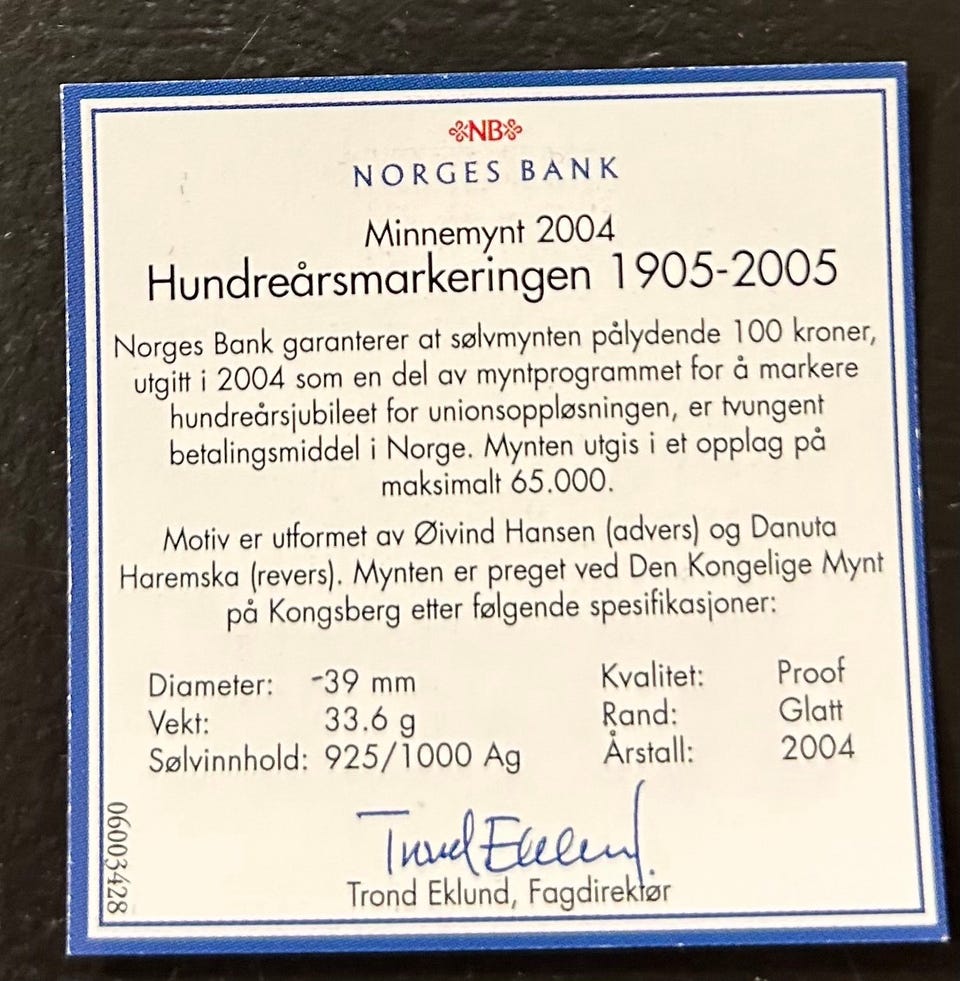 NB
NORGES BANK
Minnemynt 2004
Hundreårsmarkeringen 1905-2005
Norges Bank garanterer at sølvmynten pålydende 100 kroner,
utgitt i 2004 som en del av myntprogrammet for å markere
hundreårsjubileet for unionsoppløsningen, er tvungent
betalingsmiddel i Norge. Mynten utgis i et opplag på
maksimalt 65.000.
Motiv er utformet av Øivind Hansen (advers) og Danuta
Haremska (revers). Mynten er preget ved Den Kongelige Mynt
på Kongsberg etter følgende spesifikasjoner:
Diameter: -39 mm Kvalitet: Proof
Vekt: 33.6 g Rand: Glatt
Sølvinnhold: 925/1000 Ag Årstall: 2004
Trond Eklund
Trond Eklund, Fagdirektør
06003428